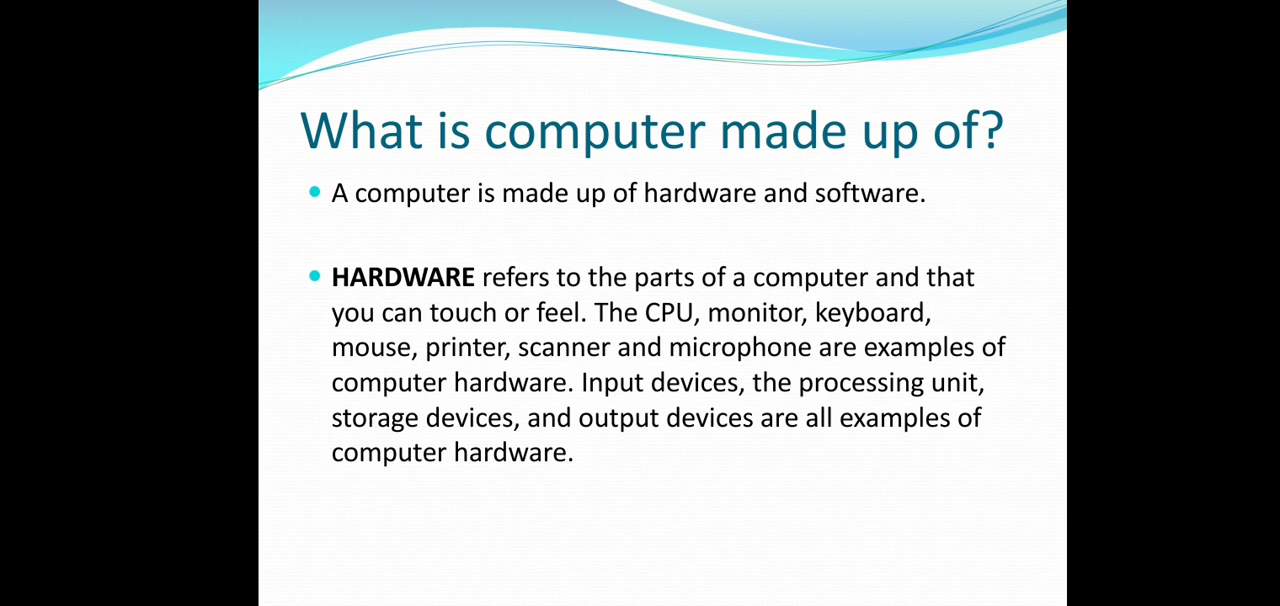 What is computer made up of?
A computer is made up of hardware and software.
HARDWARE refers to the parts of a computer and that
you can touch or feel. The CPU, monitor, keyboard,
mouse, printer, scanner and microphone are examples of
computer hardware. Input devices, the processing unit,
storage devices, and output devices are all examples of
computer hardware.